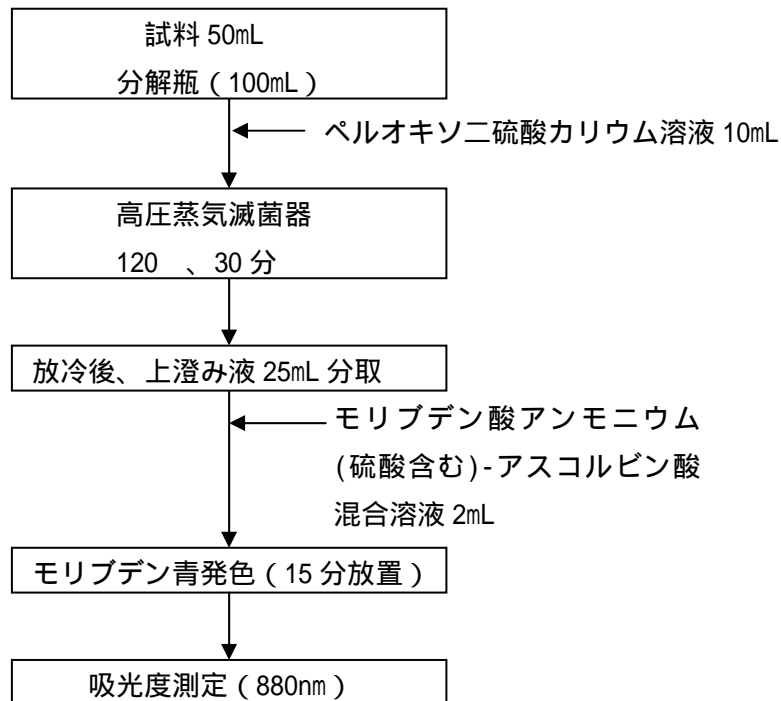 試料 50㎖
分解瓶（100㎖）
ペルオキソ二硫酸カリウム溶液 10㎖
高圧蒸気滅菌器
120　、30 分
放冷後、上澄み液 25㎖ 分取
モリブデン酸アンモニウム
(硫酸含む)-アスコルビン酸
混合溶液 2㎖
モリブデン青発色（15 分放置）
吸光度測定（880nm）